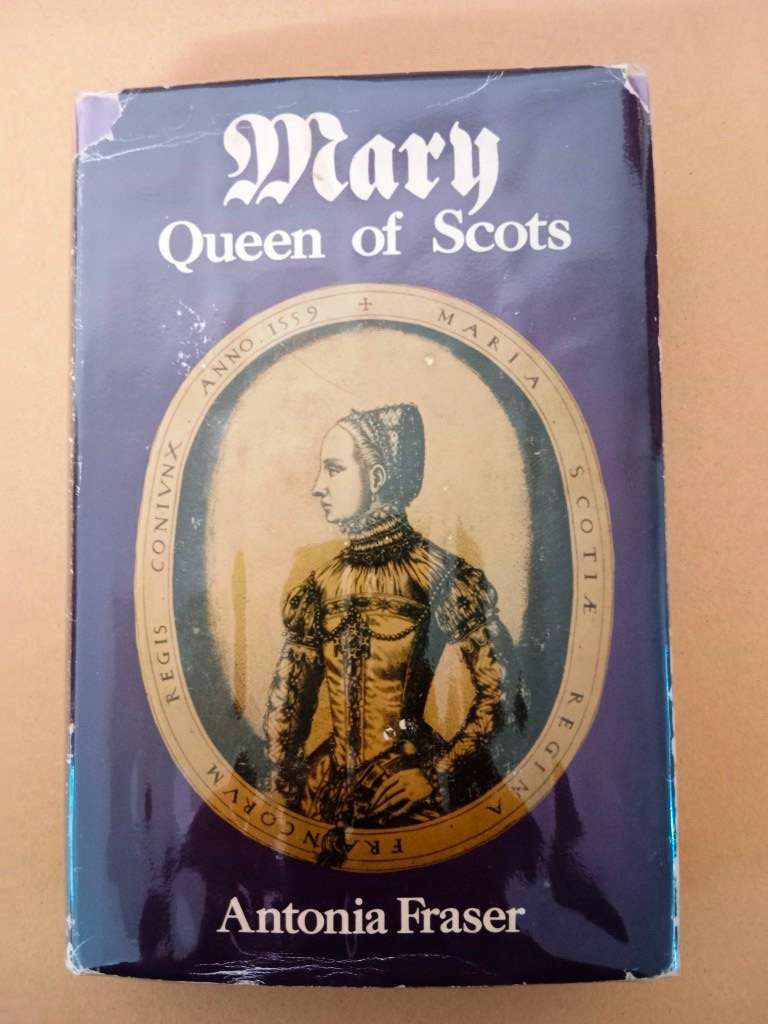 Mary
Queen of Scots
✢ MARIA · SCOTIÆ · REGINA FRANCORVM REGIS · CONIVNX · ANNO · 1559
Antonia Fraser